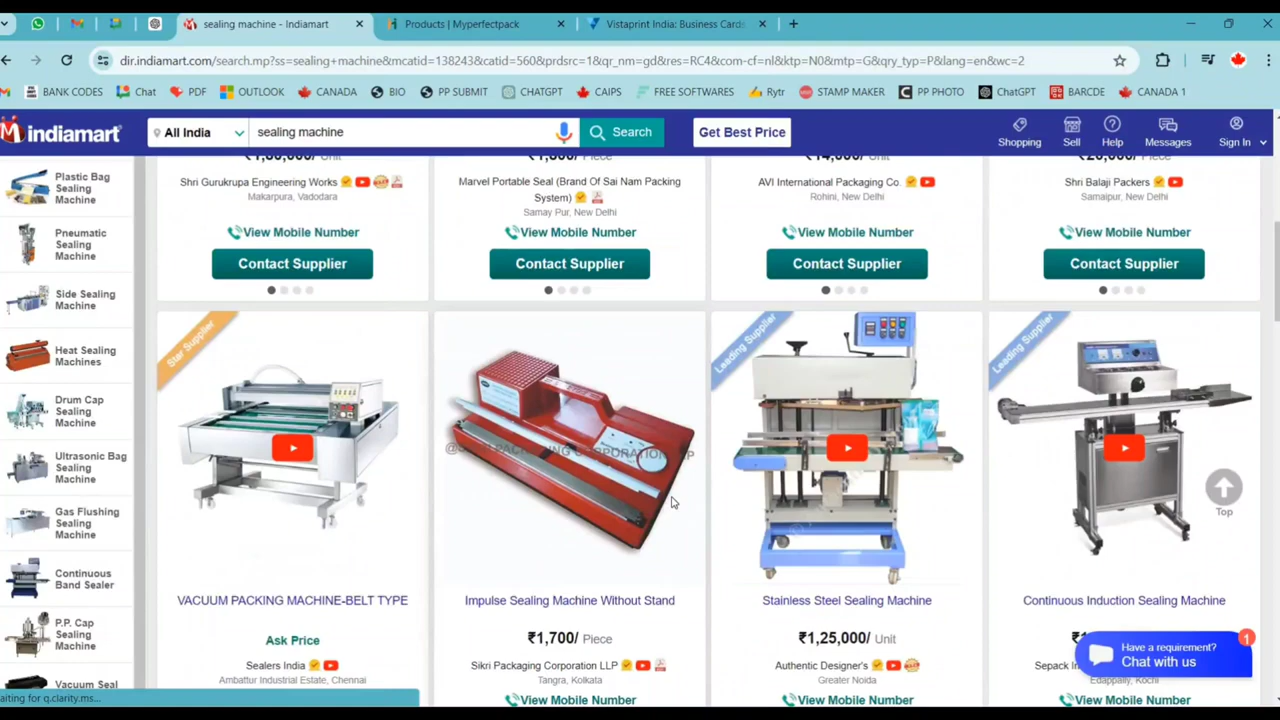 sealing machine - Indiamart
Products | Myperfectpack
Vistaprint India: Business Cards
dir.indiamart.com/search.mp?ss=sealing+machine&mcatid=138243&catid=560&prdsrc=1&qr_nm=gd&res=RC4&com-cf=nl&ktp=N0&mtp=G&qry_typ=P&lang=en&wc=2
BANK CODES Chat PDF OUTLOOK CANADA BIO PP SUBMIT CHATGPT CAIPS FREE SOFTWARES Rytr STAMP MAKER PP PHOTO ChatGPT BARCDE CANADA 1
indiamart
All India
sealing machine
Search
Get Best Price
Shopping
Sell
Help
Messages
Sign In
Plastic Bag
Sealing
Machine
Pneumatic
Sealing
Machine
Side Sealing
Machine
Heat Sealing
Machines
Drum Cap
Sealing
Machine
Ultrasonic Bag
Sealing
Machine
Gas Flushing
Sealing
Machine
Continuous
Band Sealer
P.P. Cap
Sealing
Machine
Vacuum Seal
Shri Gurukrupa Engineering Works
Makarpura, Vadodara
View Mobile Number
Contact Supplier
Marvel Portable Seal (Brand Of Sai Nam Packing
System)
Samay Pur, New Delhi
View Mobile Number
Contact Supplier
AVI International Packaging Co.
Rohini, New Delhi
View Mobile Number
Contact Supplier
Shri Balaji Packers
Samaipur, New Delhi
View Mobile Number
Contact Supplier
Star Supplier
VACUUM PACKING MACHINE-BELT TYPE
Ask Price
Sealers India
Ambattur Industrial Estate, Chennai
Impulse Sealing Machine Without Stand
₹1,700/ Piece
Sikri Packaging Corporation LLP
Tangra, Kolkata
View Mobile Number
Leading Supplier
Stainless Steel Sealing Machine
₹1,25,000/ Unit
Authentic Designer's
Greater Noida
View Mobile Number
Leading Supplier
Continuous Induction Sealing Machine
Sepack
Edappally, Kochi
View Mobile Number
Top
Have a requirement?
Chat with us
1
aiting for q.clarity.ms...